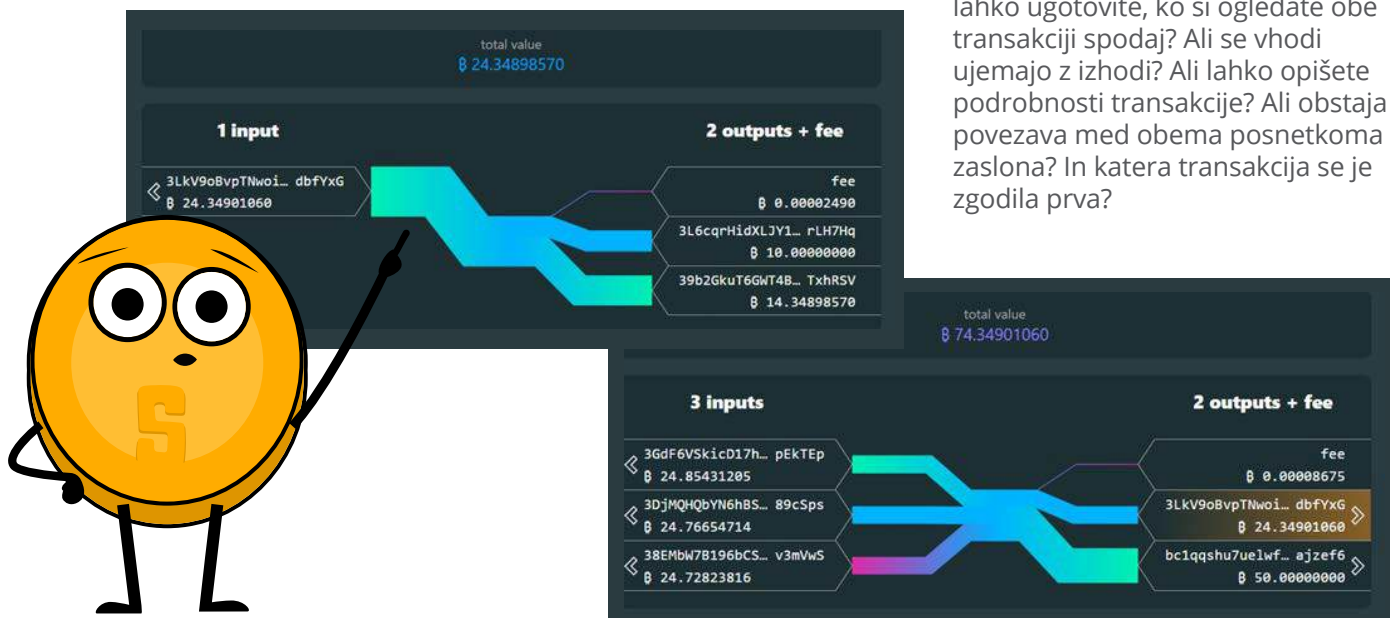 lahko ugotovite, ko si ogledate obe
transakciji spodaj? Ali se vhodi
ujemajo z izhodi? Ali lahko opišete
podrobnosti transakcije? Ali obstaja
povezava med obema posnetkoma
zaslona? In katera transakcija se je
zgodila prva?
total value
₿ 24.34898570
1 input
2 outputs + fee
3LkV9oBvpTNwoi… dbfYxG
₿ 24.34901060
fee
₿ 0.00002490
3L6cqrHidXLJY1… rLH7Hq
₿ 10.00000000
39b2GkuT6GWT4B… TxhRSV
₿ 14.34898570
total value
₿ 74.34901060
3 inputs
2 outputs + fee
3GdF6VSkicD17h… pEkTEp
₿ 24.85431205
3DjMQHQbYN6hBS… 89cSps
₿ 24.76654714
38EMbW7B196bCS… v3mVwS
₿ 24.72823816
fee
₿ 0.00008675
3LkV9oBvpTNwoi… dbfYxG
₿ 24.34901060
bc1qqshu7uelwf… ajzef6
₿ 50.00000000
S